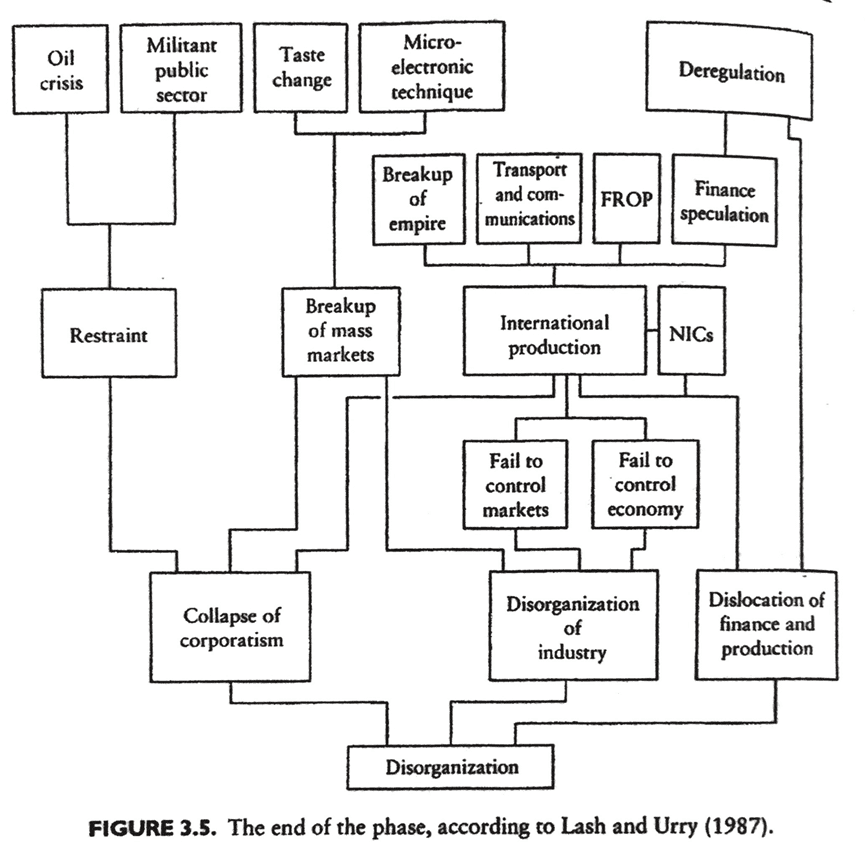 Oil
crisis
Militant
public
sector
Taste
change
Micro-
electronic
technique
Deregulation
Breakup
of
empire
Transport
and com-
munications
FROP
Finance
speculation
Restraint
Breakup
of mass
markets
International
production
NICs
Fail to
control
markets
Fail to
control
economy
Collapse of
corporatism
Disorganization
of
industry
Dislocation of
finance and
production
Disorganization
FIGURE 3.5. The end of the phase, according to Lash and Urry (1987).